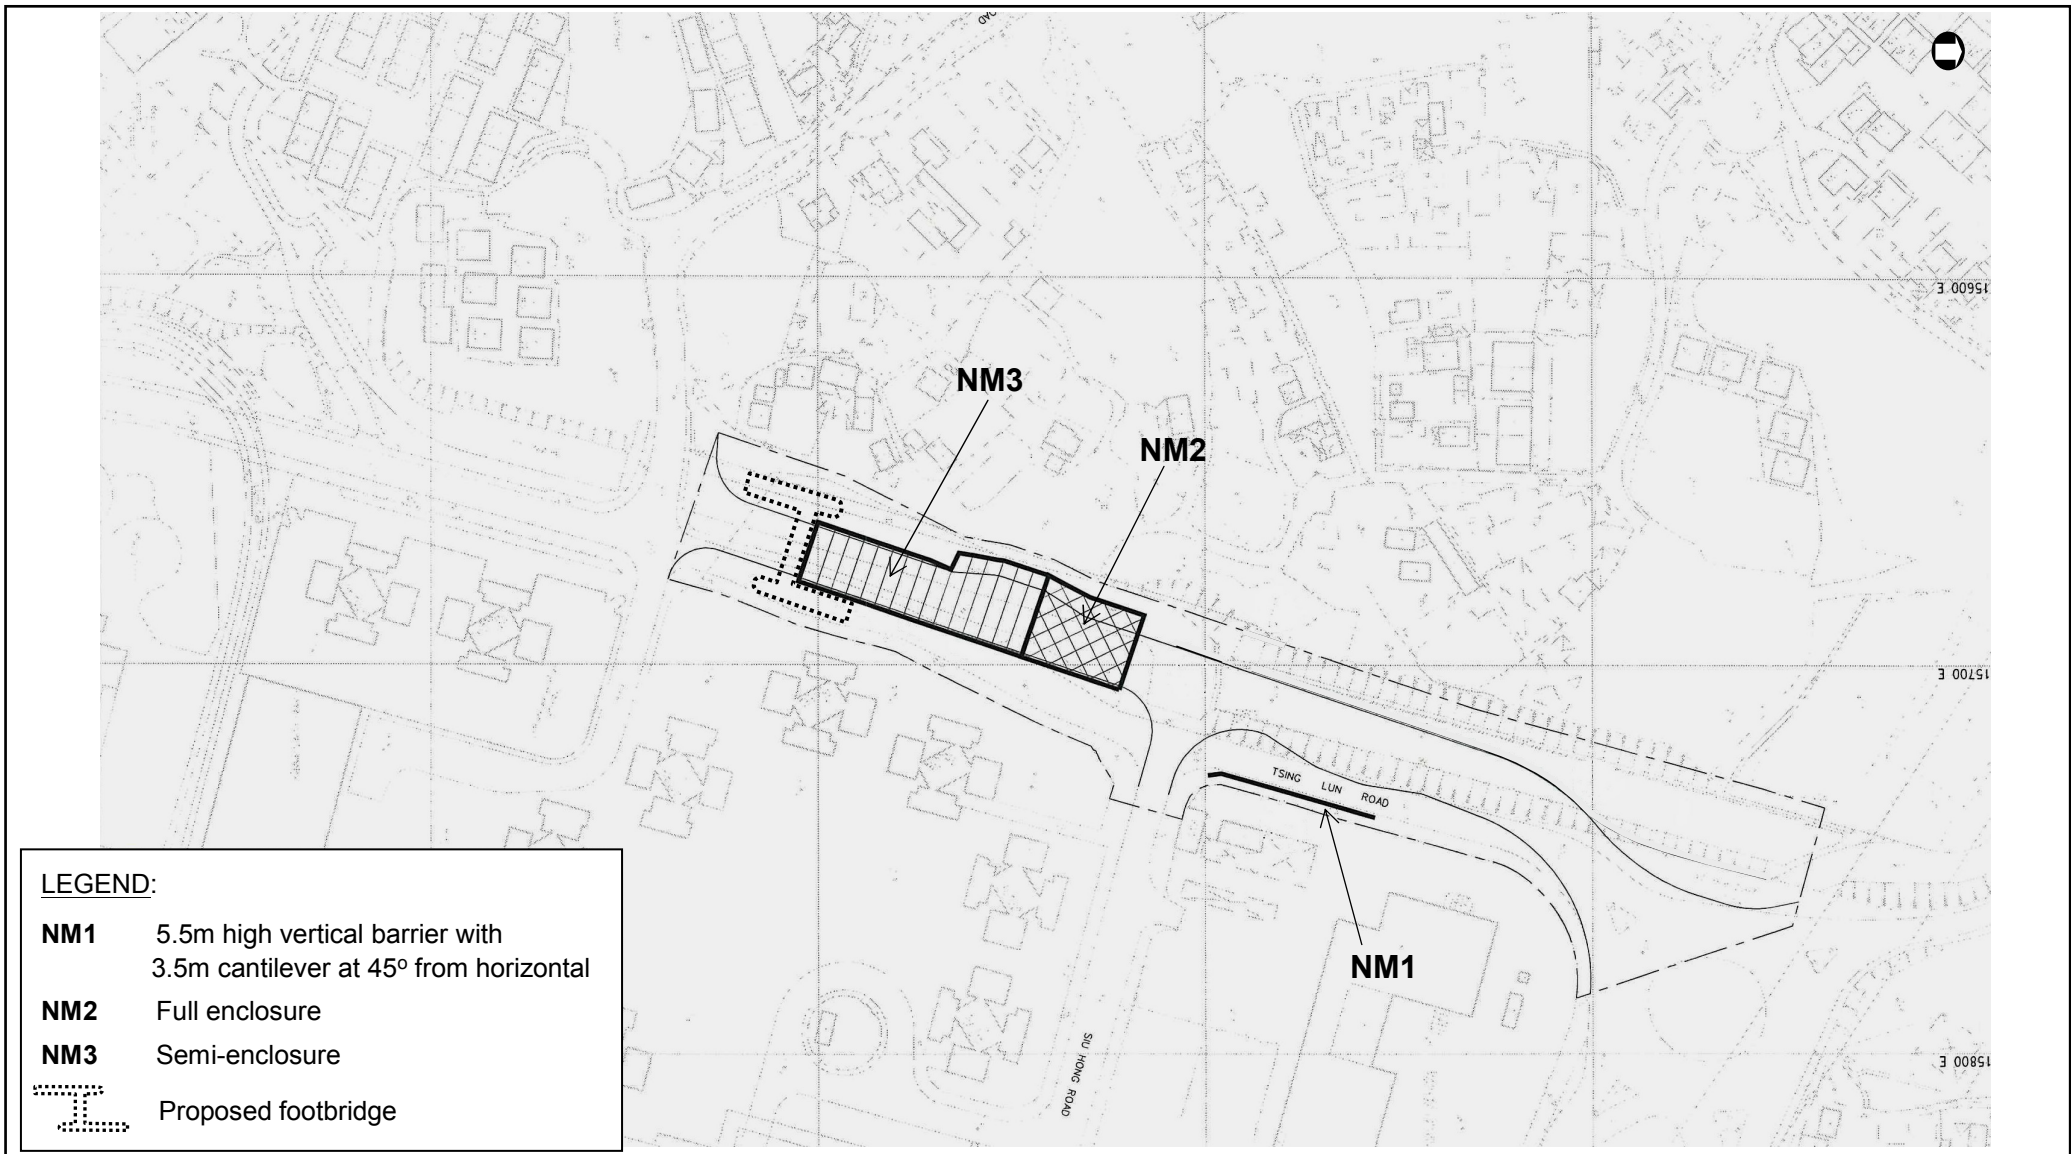 ROAD
15600 E
NM3
NM2
15700 E
TSING LUN ROAD
NM1
15800 E
SIU HONG ROAD
LEGEND:
NM1 5.5m high vertical barrier with
3.5m cantilever at 45º from horizontal
NM2 Full enclosure
NM3 Semi-enclosure
Proposed footbridge